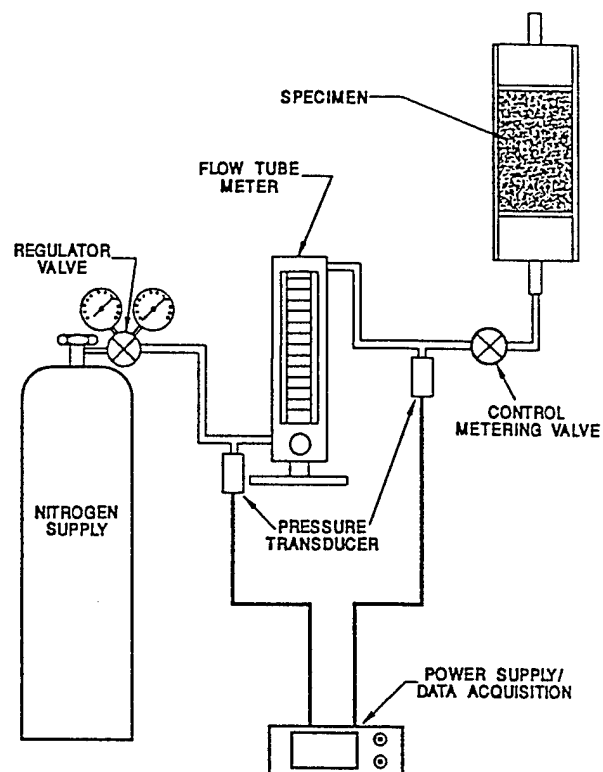 SPECIMEN
FLOW TUBE
METER
REGULATOR
VALVE
CONTROL
METERING VALVE
NITROGEN
SUPPLY
PRESSURE
TRANSDUCER
POWER SUPPLY/
DATA ACQUISITION